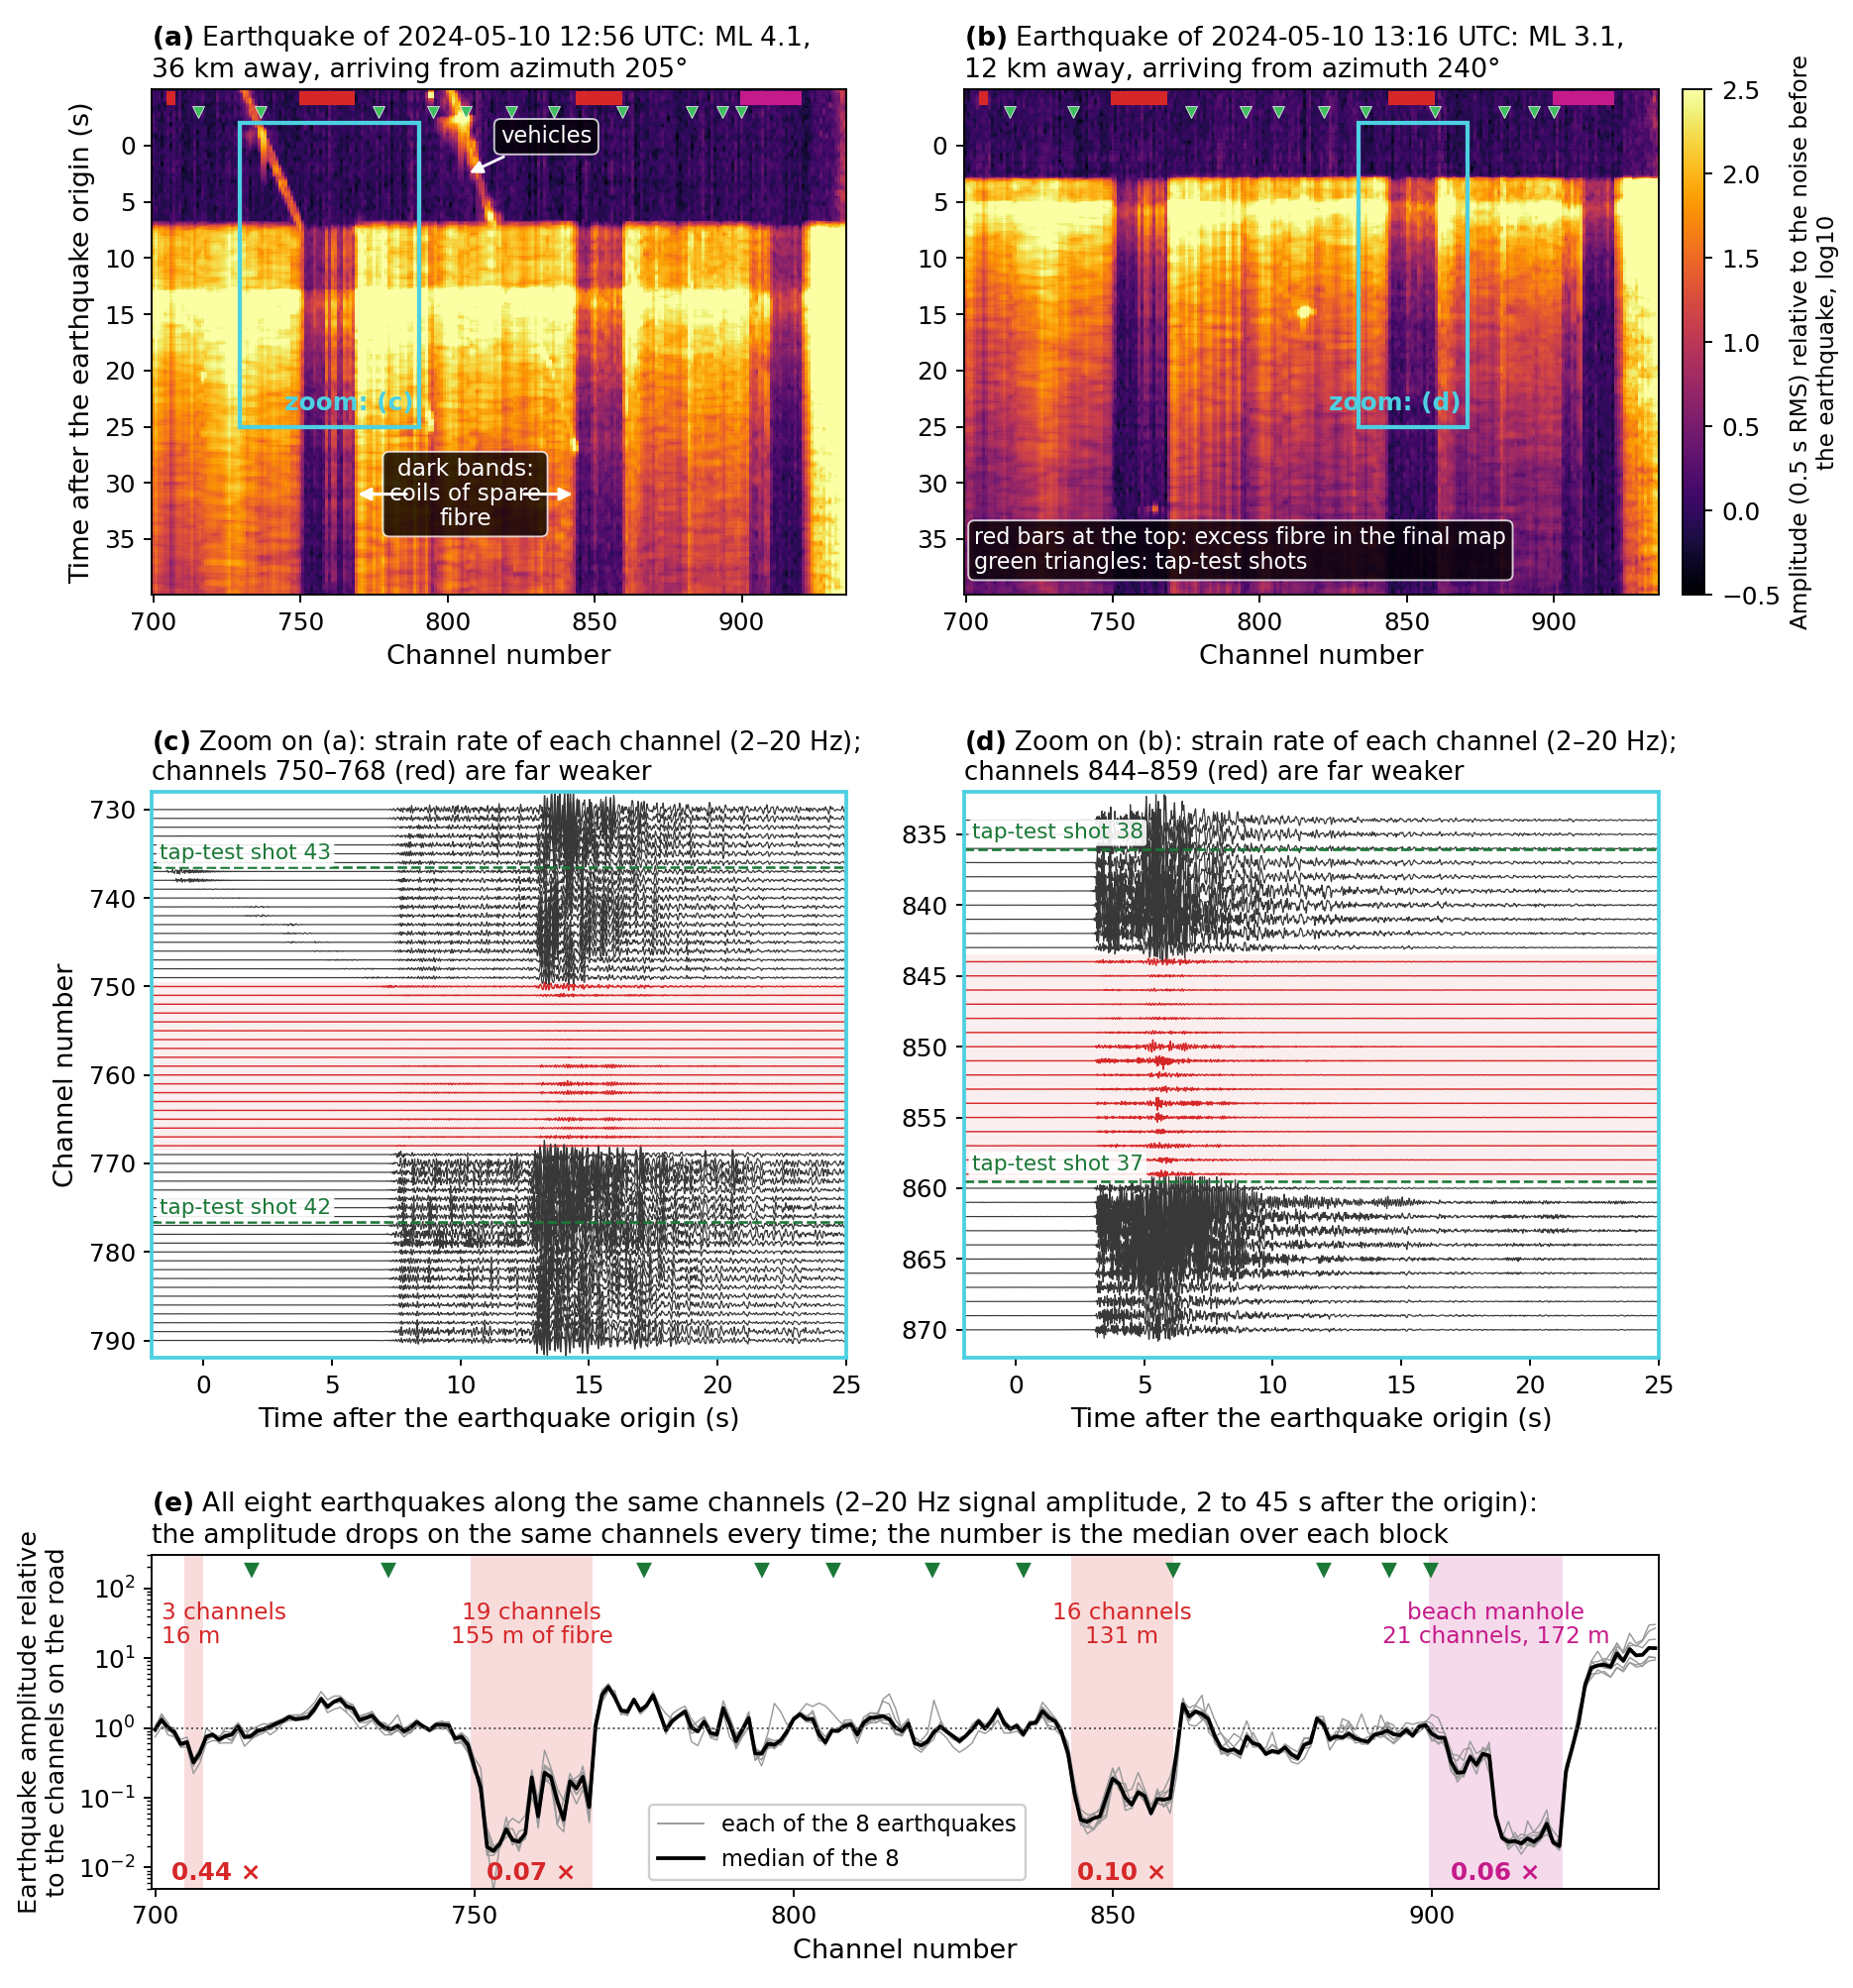 (a) Earthquake of 2024-05-10 12:56 UTC: ML 4.1,
36 km away, arriving from azimuth 205°
(b) Earthquake of 2024-05-10 13:16 UTC: ML 3.1,
12 km away, arriving from azimuth 240°
Time after the earthquake origin (s)
0
5
10
15
20
25
30
35
vehicles
zoom: (c)
dark bands:
coils of spare
fibre
700
750
800
850
900
Channel number
0
5
10
15
20
25
30
35
zoom: (d)
red bars at the top: excess fibre in the final map
green triangles: tap-test shots
700
750
800
850
900
Channel number
2.5
2.0
1.5
1.0
0.5
0.0
−0.5
Amplitude (0.5 s RMS) relative to the noise before
the earthquake, log10
(c) Zoom on (a): strain rate of each channel (2–20 Hz);
channels 750–768 (red) are far weaker
Channel number
730
740
750
760
770
780
790
tap-test shot 43
tap-test shot 42
0
5
10
15
20
25
Time after the earthquake origin (s)
(d) Zoom on (b): strain rate of each channel (2–20 Hz);
channels 844–859 (red) are far weaker
835
840
845
850
855
860
865
870
tap-test shot 38
tap-test shot 37
0
5
10
15
20
25
Time after the earthquake origin (s)
(e) All eight earthquakes along the same channels (2–20 Hz signal amplitude, 2 to 45 s after the origin):
the amplitude drops on the same channels every time; the number is the median over each block
Earthquake amplitude relative
to the channels on the road
10²
10¹
10⁰
10⁻¹
10⁻²
3 channels
16 m
19 channels
155 m of fibre
16 channels
131 m
beach manhole
21 channels, 172 m
0.44 ×
0.07 ×
0.10 ×
0.06 ×
each of the 8 earthquakes
median of the 8
700
750
800
850
900
Channel number